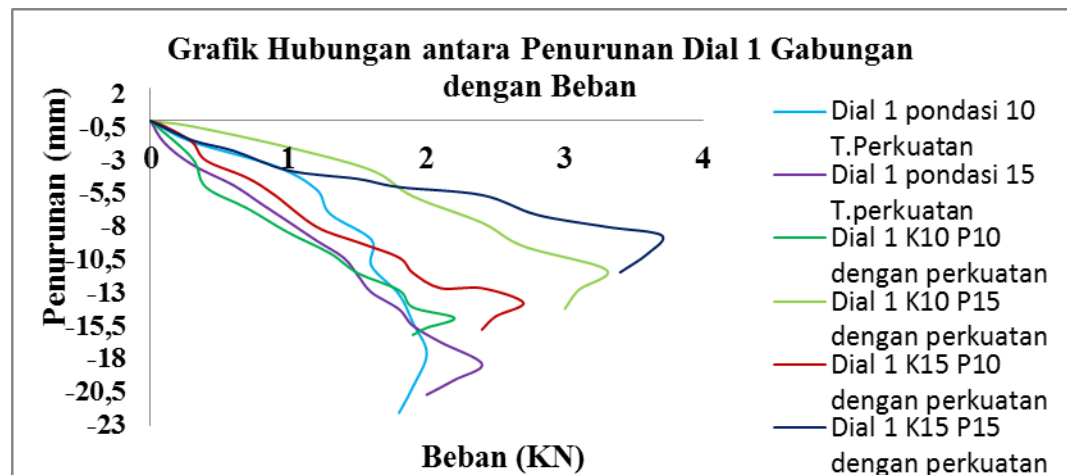 Grafik Hubungan antara Penurunan Dial 1 Gabungan
dengan Beban
Penurunan (mm)
2
-0,5
-3
-5,5
-8
-10,5
-13
-15,5
-18
-20,5
-23
0 1 2 3 4
Beban (KN)
Dial 1 pondasi 10
T.Perkuatan
Dial 1 pondasi 15
T.perkuatan
Dial 1 K10 P10
dengan perkuatan
Dial 1 K10 P15
dengan perkuatan
Dial 1 K15 P10
dengan perkuatan
Dial 1 K15 P15
dengan perkuatan